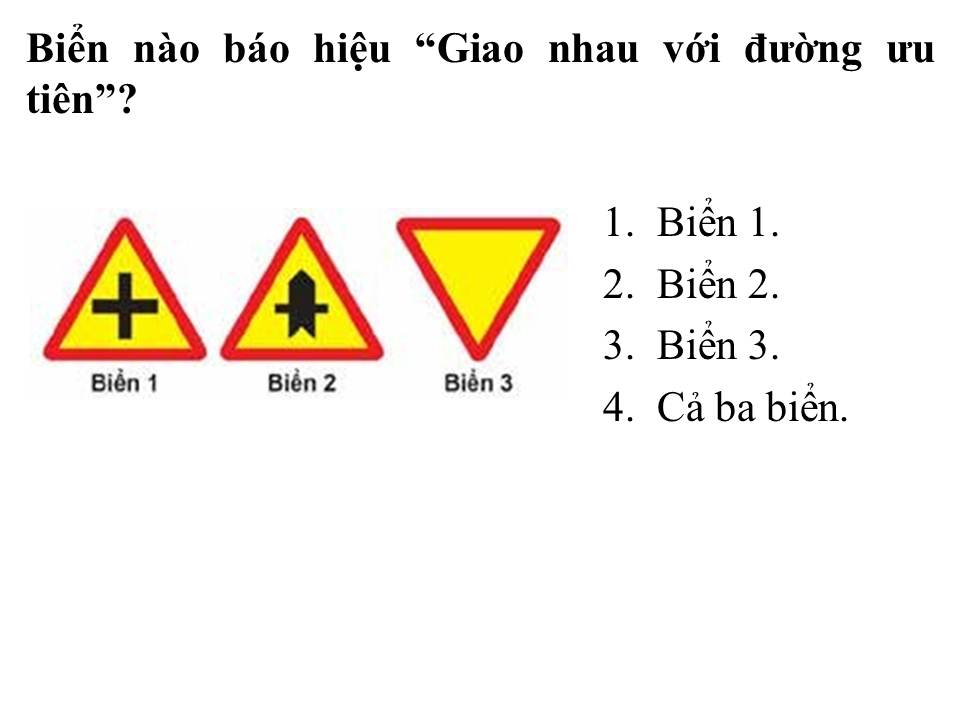 Biển nào báo hiệu “Giao nhau với đường ưu
tiên”?
1. Biển 1.
2. Biển 2.
3. Biển 3.
4. Cả ba biển.
Biển 1
Biển 2
Biển 3